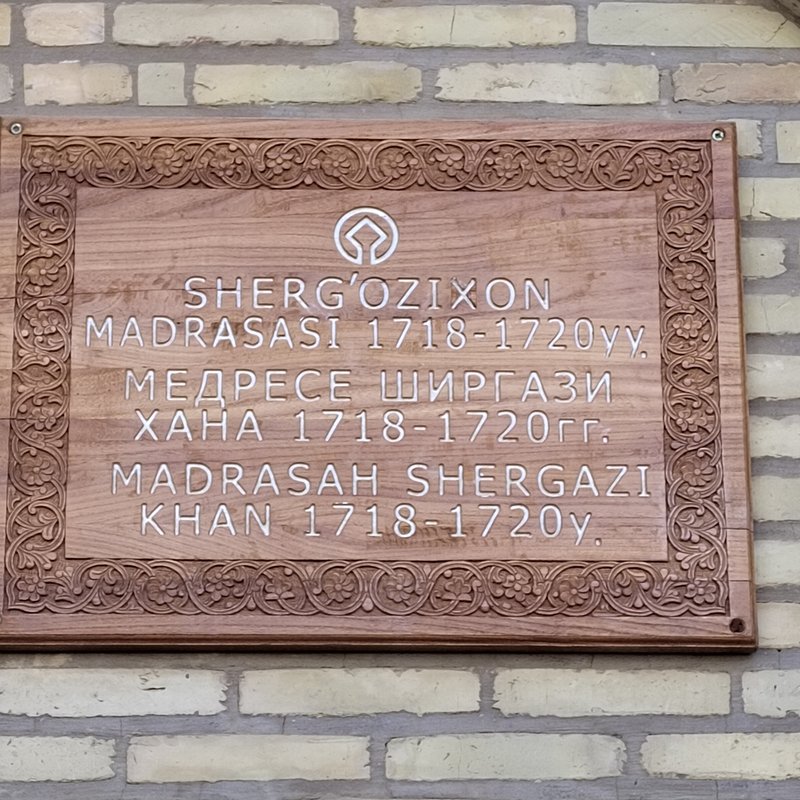 SHERG'OZIXON
MADRASASI 1718-1720yy.
МЕДРЕСЕ ШИРГАЗИ
ХАНА 1718-1720гг.
MADRASAH SHERGAZI
KHAN 1718-1720y.